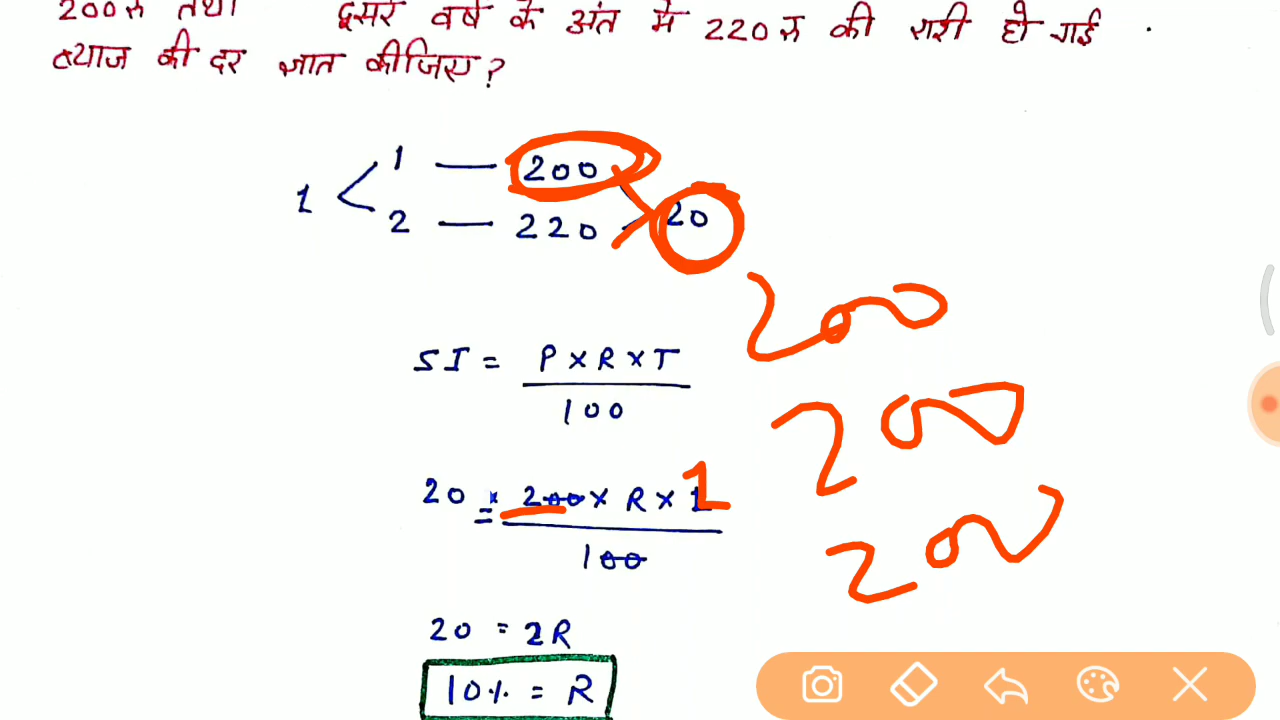 200रु तथा दूसरे वर्ष के अंत में 220रु की राशी हो गई
ब्याज की दर ज्ञात कीजिए?
1 < 1 — 200
2 — 220
20
200
SI = P × R × T
100
200
20 = 200 × R × 1
100
200
20 = 2R
10% = R